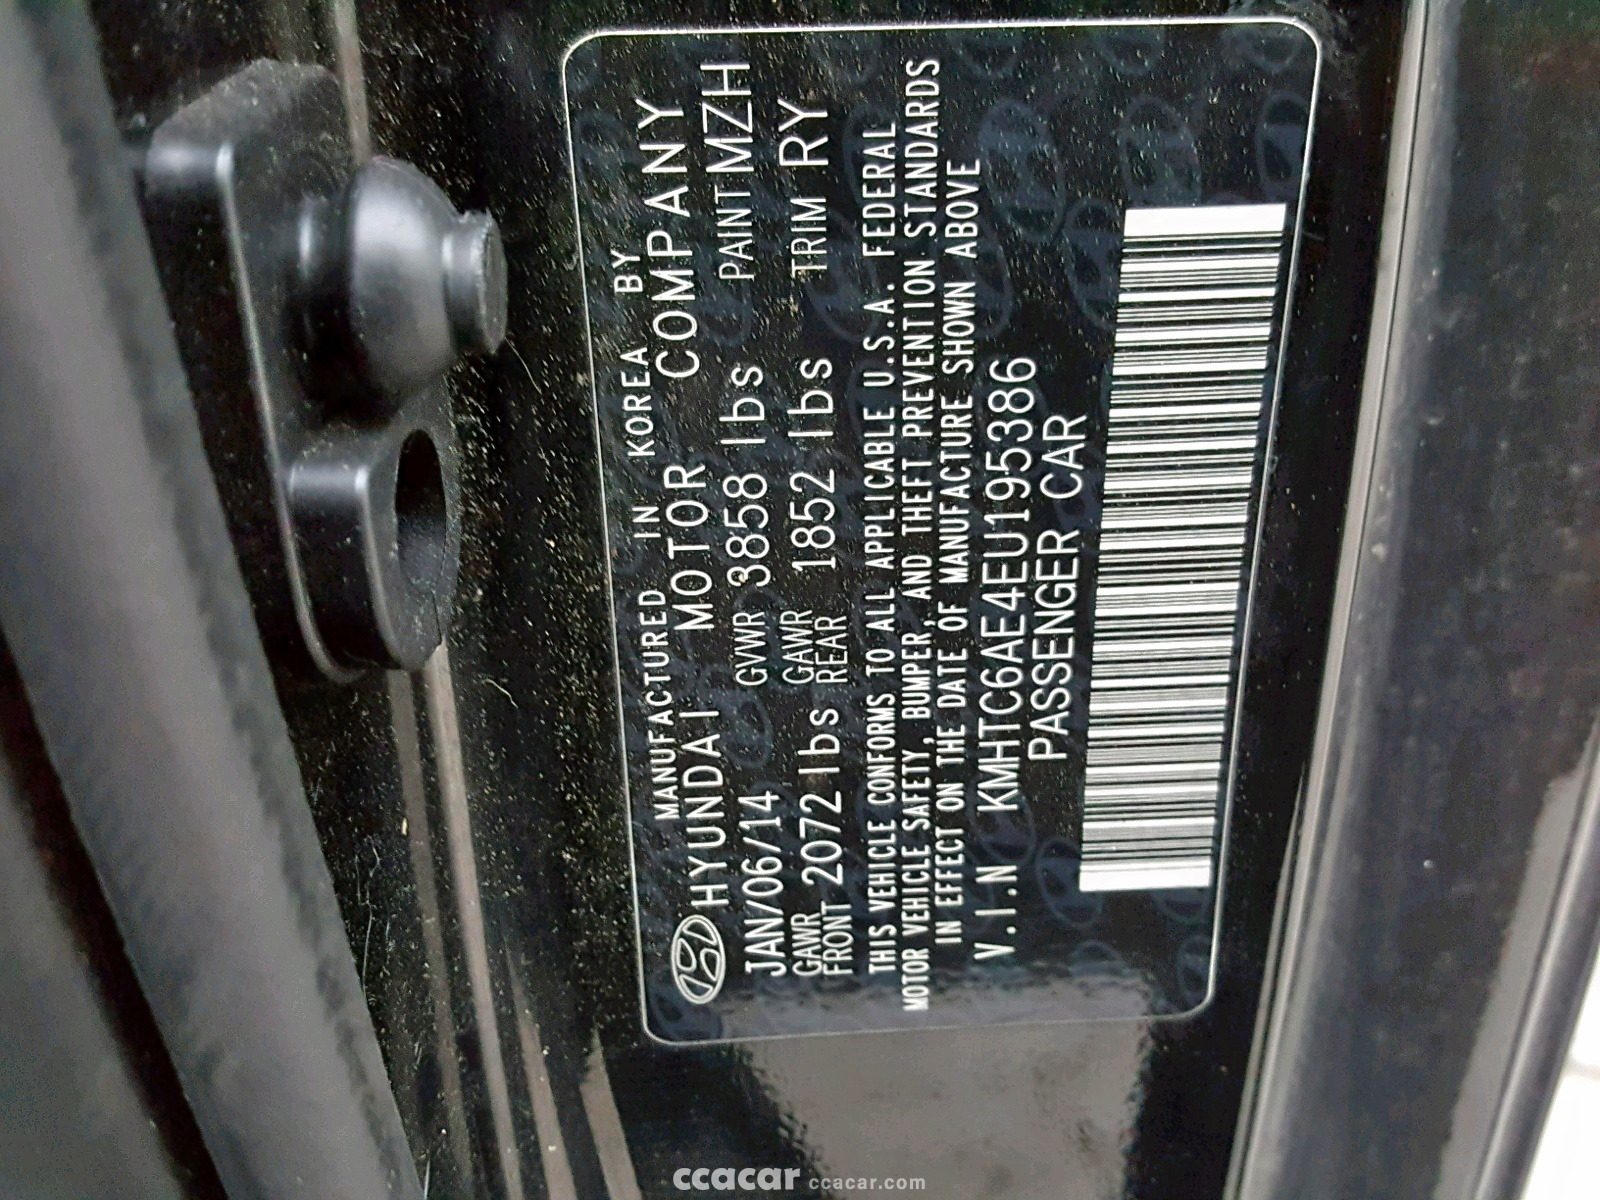 MANUFACTURED IN KOREA BY
HYUNDAI MOTOR COMPANY
JAN/06/14 GVWR 3858 lbs PAINT MZH
GAWR FRONT 2072 lbs GAWR REAR 1852 lbs TRIM RY
THIS VEHICLE CONFORMS TO ALL APPLICABLE U.S.A. FEDERAL
MOTOR VEHICLE SAFETY, BUMPER, AND THEFT PREVENTION STANDARDS
IN EFFECT ON THE DATE OF MANUFACTURE SHOWN ABOVE
V.I.N KMHTC6AE4EU195386
PASSENGER CAR
ccacar ccacar.com